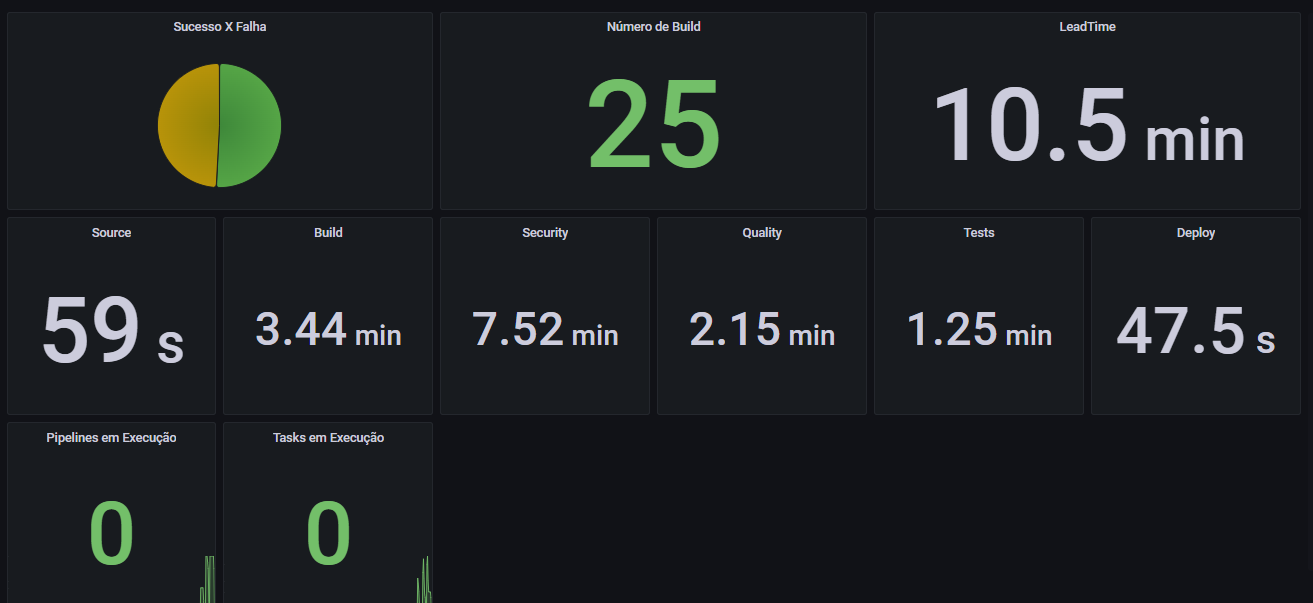 Sucesso X Falha
Número de Build
25
LeadTime
10.5 min
Source
59 s
Build
3.44 min
Security
7.52 min
Quality
2.15 min
Tests
1.25 min
Deploy
47.5 s
Pipelines em Execução
0
Tasks em Execução
0